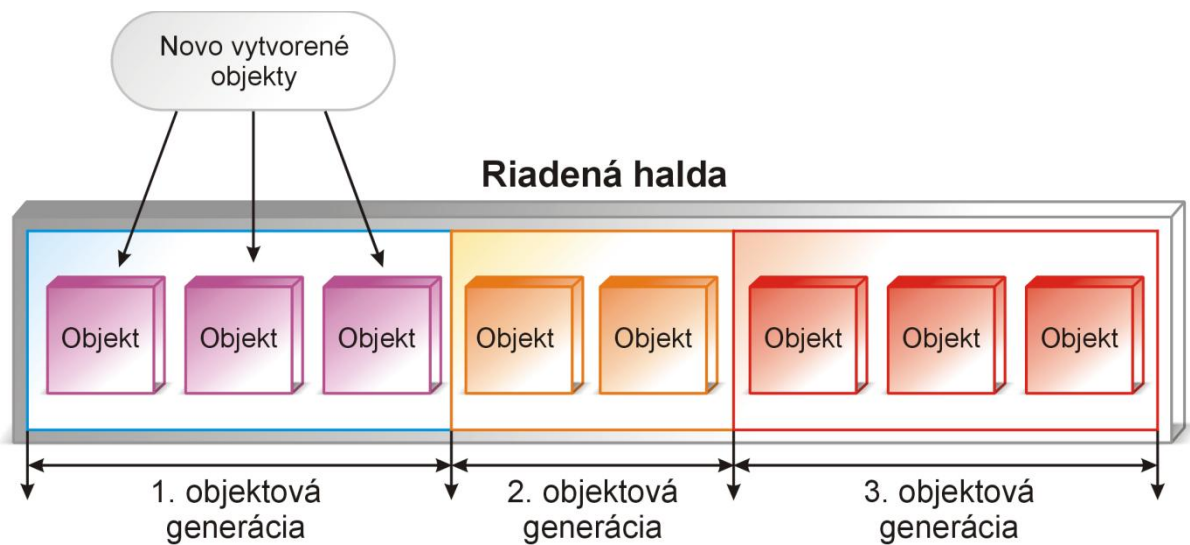 Novo vytvorené
objekty
Riadená halda
Objekt
Objekt
Objekt
Objekt
Objekt
Objekt
Objekt
Objekt
1. objektová
generácia
2. objektová
generácia
3. objektová
generácia